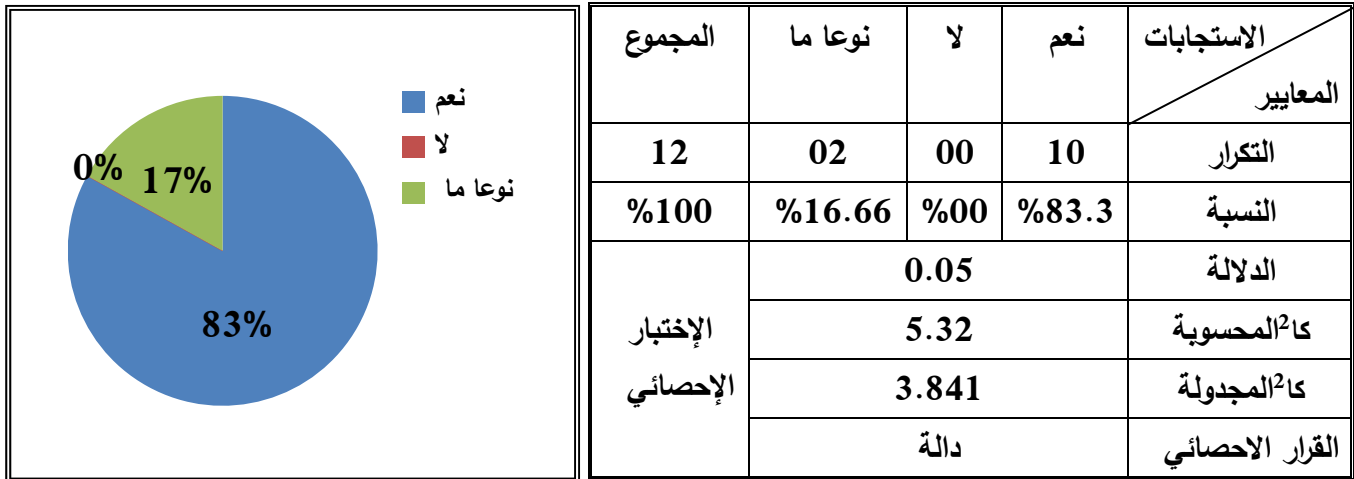 الاستجابات نعم لا نوعا ما المجموع
المعايير
التكرار 10 00 02 12
النسبة %83.3 %00 %16.66 %100
الدلالة 0.05
كا²المحسوبة 5.32 الإختبار
كا²المجدولة 3.841 الإحصائي
القرار الاحصائي دالة
نعم
لا
نوعا ما
0%
17%
83%